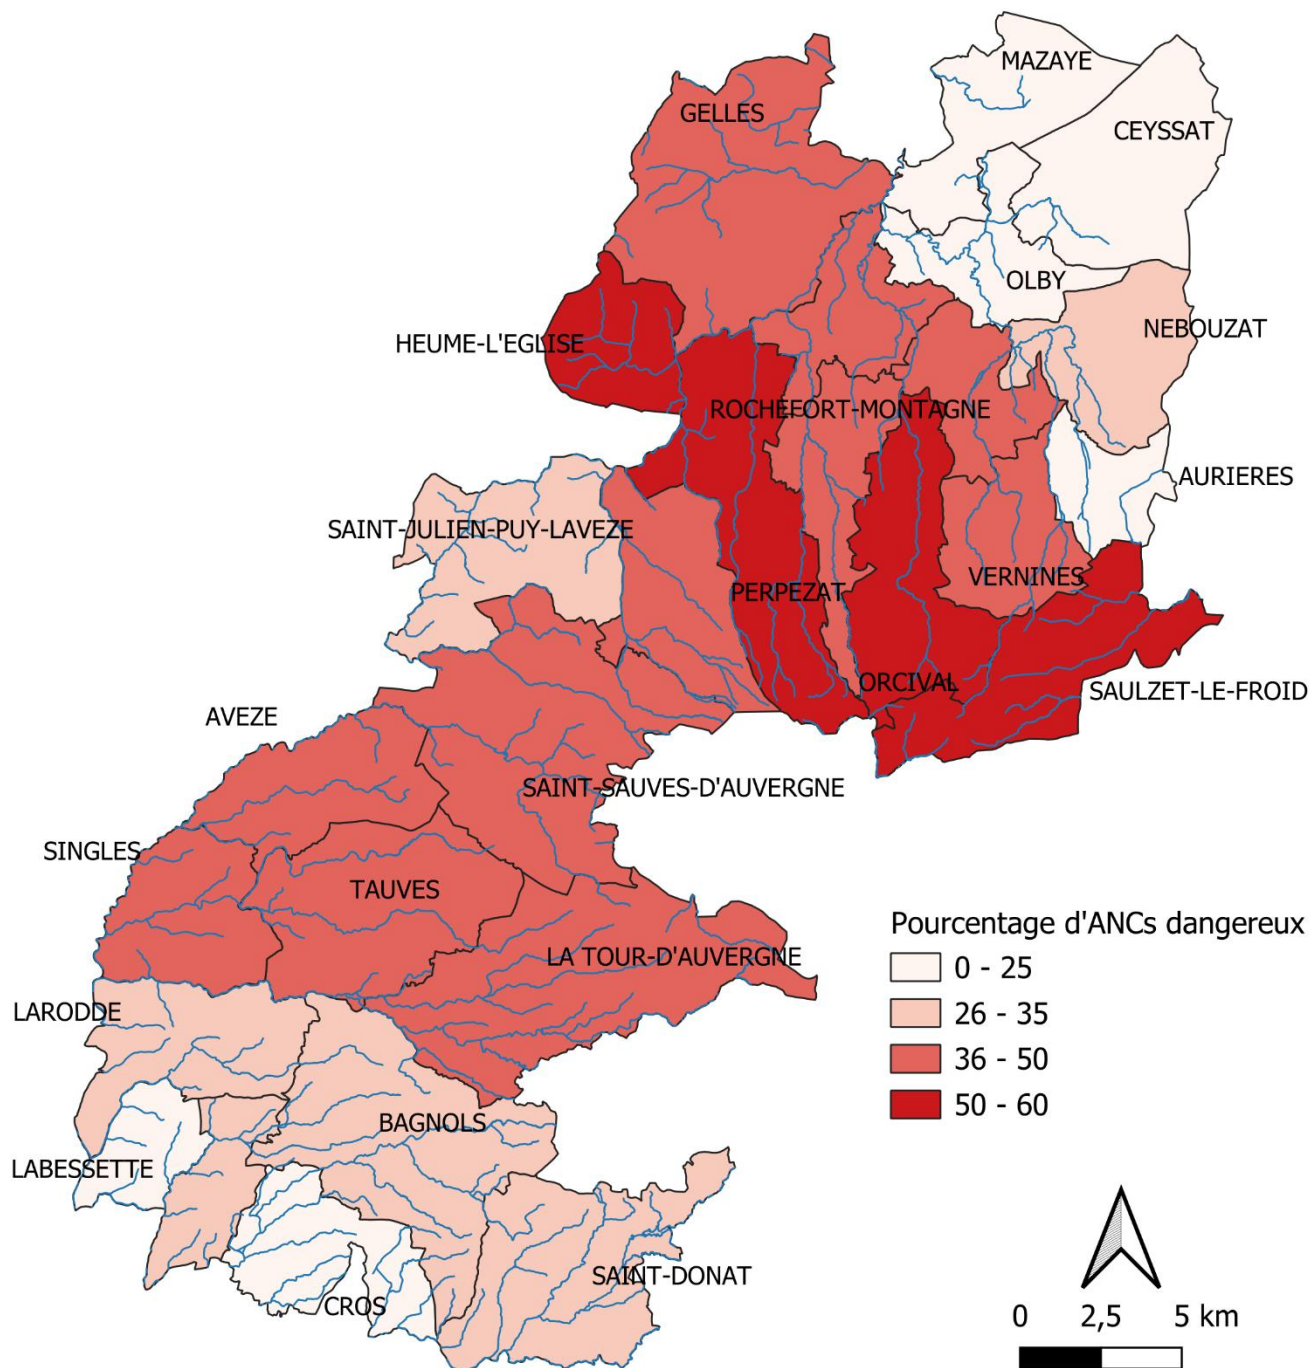 MAZAYE
GELLES
CEYSSAT
OLBY
NEBOUZAT
HEUME-L'EGLISE
ROCHEFORT-MONTAGNE
AURIERES
SAINT-JULIEN-PUY-LAVEZE
VERNINES
PERPEZAT
ORCIVAL
SAULZET-LE-FROID
AVEZE
SAINT-SAUVES-D'AUVERGNE
SINGLES
TAUVES
LA TOUR-D'AUVERGNE
LARODDE
BAGNOLS
LABESSETTE
SAINT-DONAT
CROS
Pourcentage d'ANCs dangereux
0 - 25
26 - 35
36 - 50
50 - 60
0 2,5 5 km